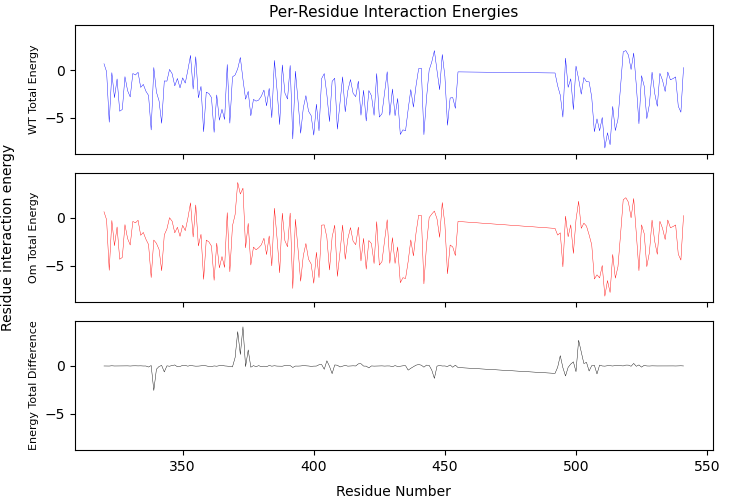 Per-Residue Interaction Energies
Residue interaction energy
WT Total Energy
0
−5
Om Total Energy
0
−5
Energy Total Difference
0
−5
350
400
450
500
550
Residue Number